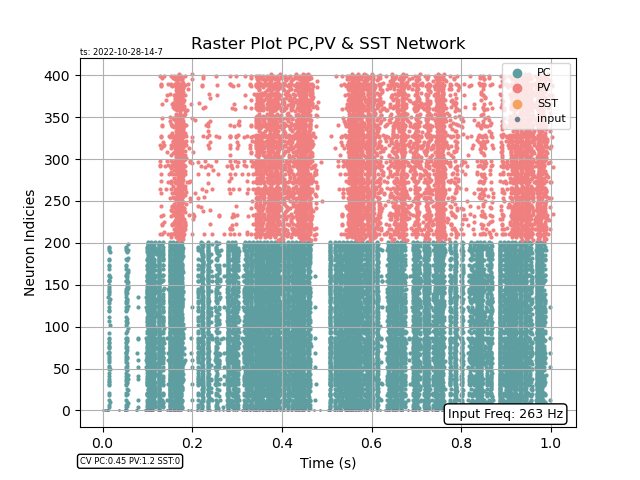 ts: 2022-10-28-14-7
Raster Plot PC,PV & SST Network
400
350
300
250
200
150
100
50
0
Neuron Indicies
PC
PV
SST
input
Input Freq: 263 Hz
0.0 0.2 0.4 0.6 0.8 1.0
Time (s)
CV PC:0.45 PV:1.2 SST:0